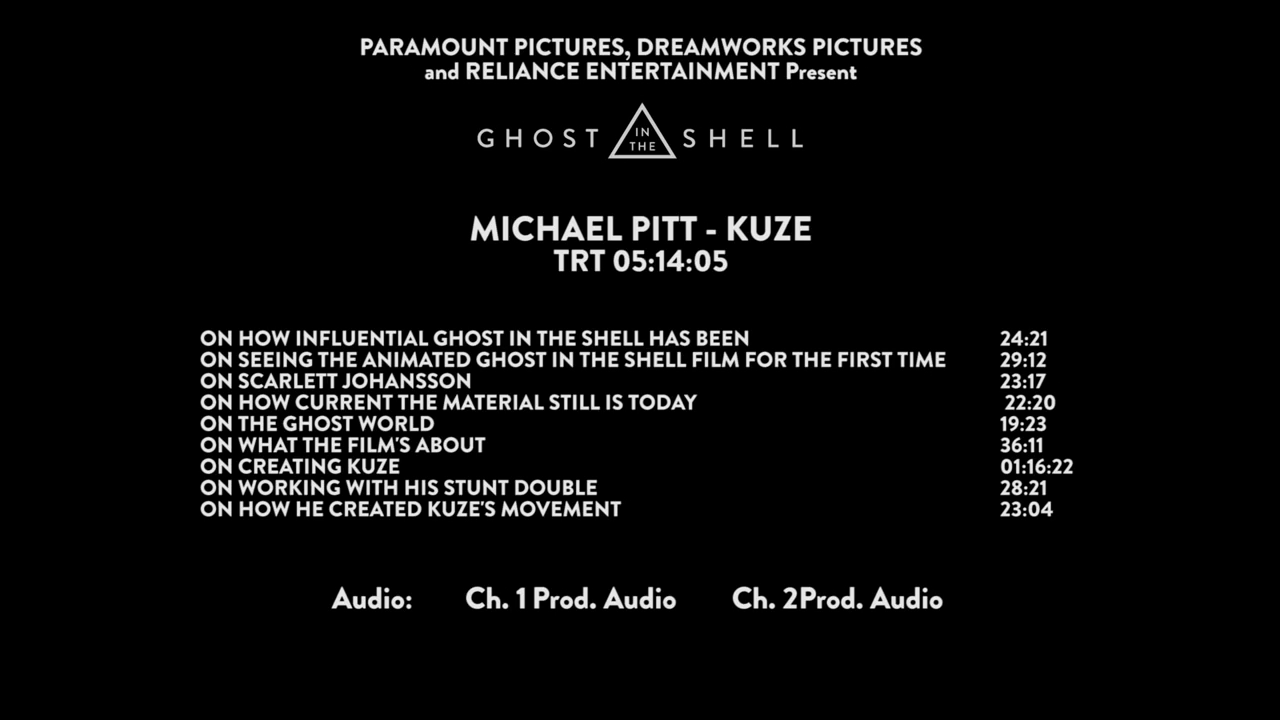 PARAMOUNT PICTURES, DREAMWORKS PICTURES
and RELIANCE ENTERTAINMENT Present
GHOST IN THE SHELL
MICHAEL PITT - KUZE
TRT 05:14:05
ON HOW INFLUENTIAL GHOST IN THE SHELL HAS BEEN 24:21
ON SEEING THE ANIMATED GHOST IN THE SHELL FILM FOR THE FIRST TIME 29:12
ON SCARLETT JOHANSSON 23:17
ON HOW CURRENT THE MATERIAL STILL IS TODAY 22:20
ON THE GHOST WORLD 19:23
ON WHAT THE FILM'S ABOUT 36:11
ON CREATING KUZE 01:16:22
ON WORKING WITH HIS STUNT DOUBLE 28:21
ON HOW HE CREATED KUZE'S MOVEMENT 23:04
Audio: Ch. 1 Prod. Audio Ch. 2Prod. Audio